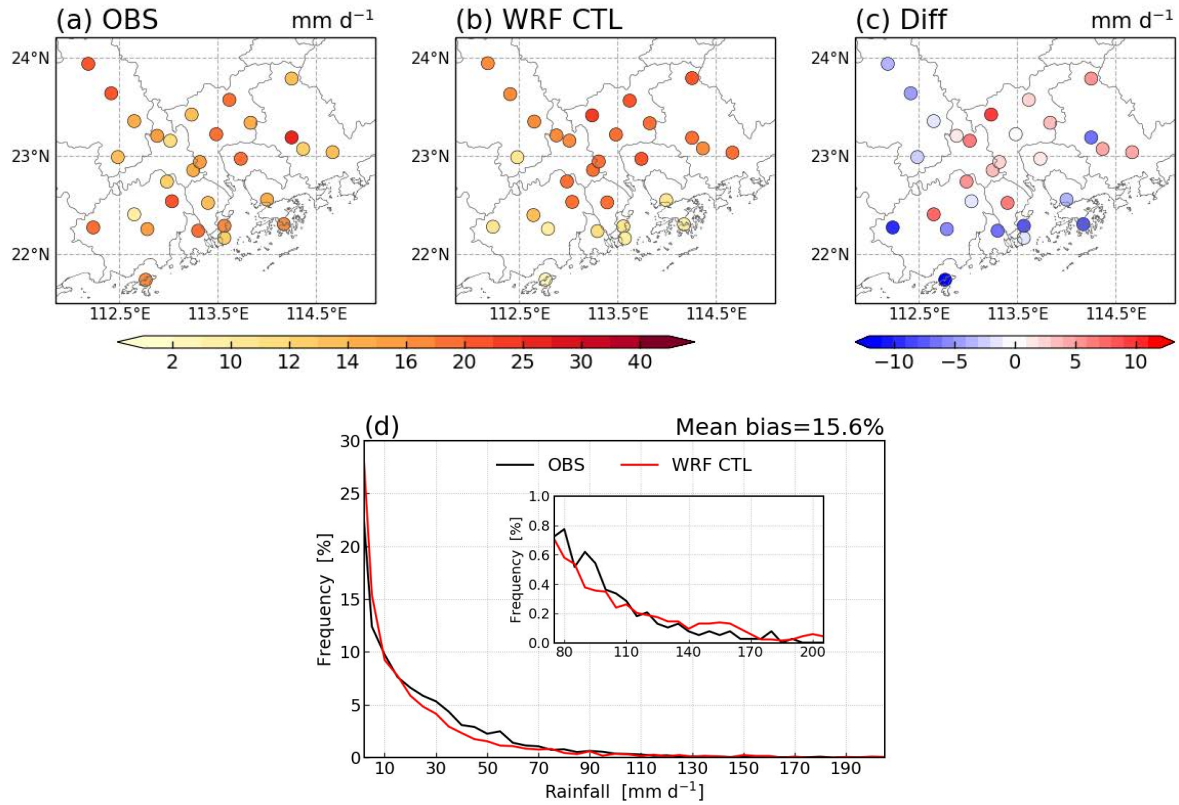 (a) OBS mm d⁻¹ (b) WRF CTL (c) Diff mm d⁻¹
24°N 24°N 24°N
23°N 23°N 23°N
22°N 22°N 22°N
112.5°E 113.5°E 114.5°E 112.5°E 113.5°E 114.5°E 112.5°E 113.5°E 114.5°E
2 10 12 14 16 20 25 30 40 −10 −5 0 5 10
(d) Mean bias=15.6%
OBS WRF CTL
30
25
20
15
10
5
0
Frequency [%]
1.0
0.8
0.6
0.4
0.2
0.0
Frequency [%]
80 110 140 170 200
10 30 50 70 90 110 130 150 170 190
Rainfall [mm d⁻¹]